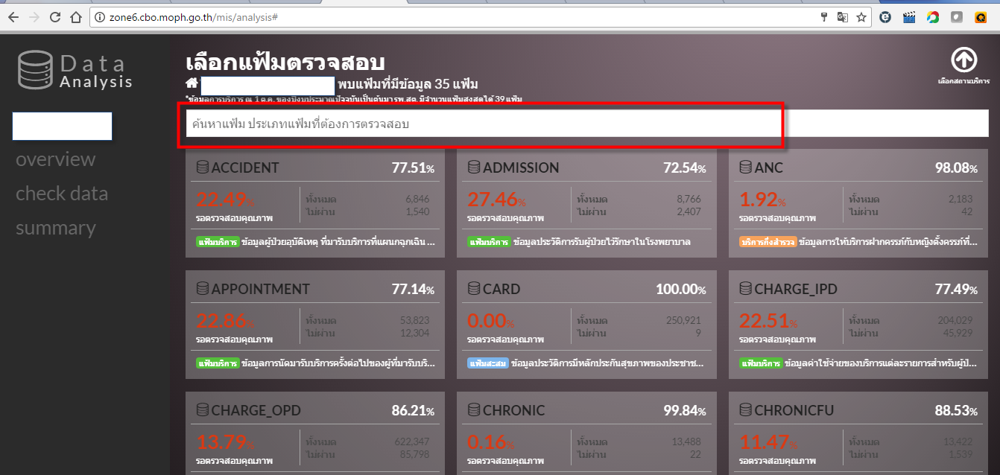 zone6.cbo.moph.go.th/mis/analysis#
Data
Analysis
overview
check data
summary
เลือกแฟ้มตรวจสอบ
พบแฟ้มที่มีข้อมูล 35 แฟ้ม
*ข้อมูลการบริการ ณ 1 ต.ค. ของปีงบประมาณปัจจุบันเป็นต้นมา รพ.สต. มีจำนวนแฟ้มสูงสุดได้ 39 แฟ้ม
เลือกสถานบริการ
ค้นหาแฟ้ม ประเภทแฟ้มที่ต้องการตรวจสอบ
ACCIDENT 77.51%
22.49%
รอตรวจสอบคุณภาพ
ทั้งหมด 6,846
ไม่ผ่าน 1,540
แฟ้มบริการ ข้อมูลผู้ป่วยอุบัติเหตุ ที่มารับบริการที่แผนกฉุกเฉิน ...
ADMISSION 72.54%
27.46%
รอตรวจสอบคุณภาพ
ทั้งหมด 8,766
ไม่ผ่าน 2,407
แฟ้มบริการ ข้อมูลประวัติการรับผู้ป่วยไว้รักษาในโรงพยาบาล
ANC 98.08%
1.92%
รอตรวจสอบคุณภาพ
ทั้งหมด 2,183
ไม่ผ่าน 42
บริการกึ่งสำรวจ ข้อมูลการให้บริการฝากครรภ์กับหญิงตั้งครรภ์ที่...
APPOINTMENT 77.14%
22.86%
รอตรวจสอบคุณภาพ
ทั้งหมด 53,823
ไม่ผ่าน 12,304
แฟ้มบริการ ข้อมูลการนัดมารับบริการครั้งต่อไปของผู้ที่มารับบริ...
CARD 100.00%
0.00%
รอตรวจสอบคุณภาพ
ทั้งหมด 250,921
ไม่ผ่าน 9
แฟ้มสะสม ข้อมูลประวัติการมีหลักประกันสุขภาพของประชาช...
CHARGE_IPD 77.49%
22.51%
รอตรวจสอบคุณภาพ
ทั้งหมด 204,029
ไม่ผ่าน 45,929
แฟ้มบริการ ข้อมูลค่าใช้จ่ายของบริการแต่ละรายการสำหรับผู้ป...
CHARGE_OPD 86.21%
13.79%
รอตรวจสอบคุณภาพ
ทั้งหมด 622,347
ไม่ผ่าน 85,798
CHRONIC 99.84%
0.16%
รอตรวจสอบคุณภาพ
ทั้งหมด 13,488
ไม่ผ่าน 22
CHRONICFU 88.53%
11.47%
รอตรวจสอบคุณภาพ
ทั้งหมด 13,422
ไม่ผ่าน 1,539